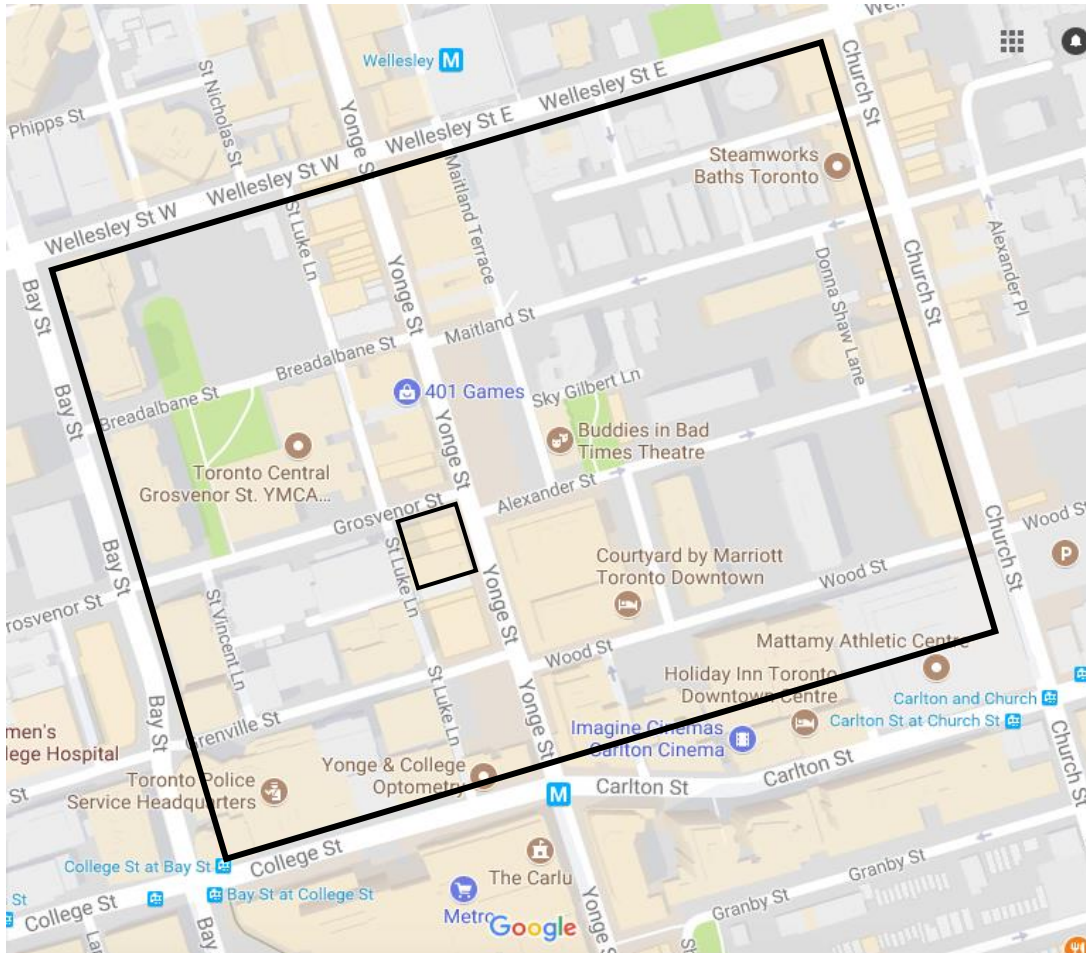 Wellesley
St Nicholas St
Phipps St
Yonge S
Wellesley St E
Wellesley St E
Wellesley St W
Wellesley St W
Church St
Steamworks
Baths Toronto
Maitland Terrace
St Luke Ln
Yonge St
Bay St
Alexander Pl
Donna Shaw Lane
Church St
Maitland St
Breadalbane St
Breadalbane St
401 Games
Sky Gilbert Ln
Buddies in Bad
Times Theatre
Bay St
Yonge St
Toronto Central
Grosvenor St. YMCA...
Grosvenor St
Alexander St
Church St
Wood St
Bay St
St Luke Ln
Courtyard by Marriott
Toronto Downtown
Wood St
P
rosvenor St
St Vincent Ln
Yonge St
Wood St
Mattamy Athletic Centre
Holiday Inn Toronto
Downtown Centre
Carlton and Church
Carlton St at Church St
St Luke Ln
Grenville St
Bay St
Yonge St
Imagine Cinemas
Carlton Cinema
men's
lege Hospital
Yonge & College
Optometry
Toronto Police
Service Headquarters
St
Carlton St
Carlton St
Church St
College St
College St at Bay St
Bay St at College St
St
College St
Bay
The Carlu
Metro
Google
Yonge S
Granby St
Granby St